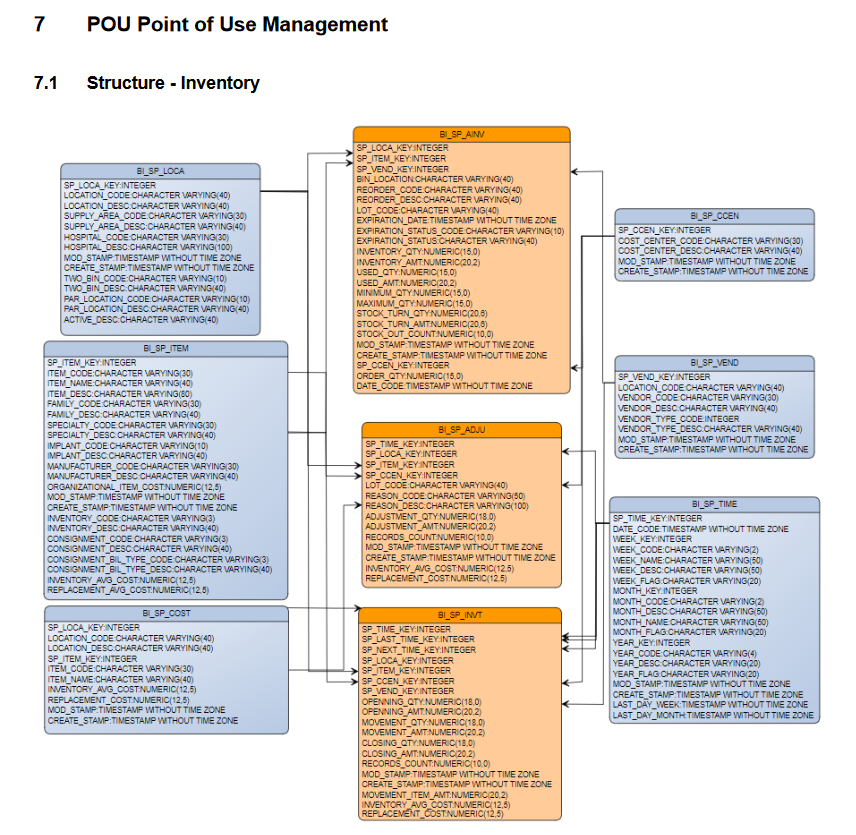 7 POU Point of Use Management
7.1 Structure - Inventory
BI_SP_LOCA
SP_LOCA_KEY:INTEGER
LOCATION_CODE:CHARACTER VARYING(40)
LOCATION_DESC:CHARACTER VARYING(40)
SUPPLY_AREA_CODE:CHARACTER VARYING(30)
SUPPLY_AREA_DESC:CHARACTER VARYING(40)
HOSPITAL_CODE:CHARACTER VARYING(30)
HOSPITAL_DESC:CHARACTER VARYING(100)
MOD_STAMP:TIMESTAMP WITHOUT TIME ZONE
CREATE_STAMP:TIMESTAMP WITHOUT TIME ZONE
TWO_BIN_CODE:CHARACTER VARYING(10)
TWO_BIN_DESC:CHARACTER VARYING(40)
PAR_LOCATION_CODE:CHARACTER VARYING(10)
PAR_LOCATION_DESC:CHARACTER VARYING(40)
ACTIVE_DESC:CHARACTER VARYING(40)
BI_SP_ITEM
SP_ITEM_KEY:INTEGER
ITEM_CODE:CHARACTER VARYING(30)
ITEM_NAME:CHARACTER VARYING(40)
ITEM_DESC:CHARACTER VARYING(80)
FAMILY_CODE:CHARACTER VARYING(30)
FAMILY_DESC:CHARACTER VARYING(40)
SPECIALTY_CODE:CHARACTER VARYING(30)
SPECIALTY_DESC:CHARACTER VARYING(40)
IMPLANT_CODE:CHARACTER VARYING(10)
IMPLANT_DESC:CHARACTER VARYING(40)
MANUFACTURER_CODE:CHARACTER VARYING(30)
MANUFACTURER_DESC:CHARACTER VARYING(40)
ORGANIZATIONAL_ITEM_COST:NUMERIC(12,5)
MOD_STAMP:TIMESTAMP WITHOUT TIME ZONE
CREATE_STAMP:TIMESTAMP WITHOUT TIME ZONE
INVENTORY_CODE:CHARACTER VARYING(3)
INVENTORY_DESC:CHARACTER VARYING(40)
CONSIGNMENT_CODE:CHARACTER VARYING(3)
CONSIGNMENT_DESC:CHARACTER VARYING(40)
CONSIGNMENT_BIL_TYPE_CODE:CHARACTER VARYING(3)
CONSIGNMENT_BIL_TYPE_DESC:CHARACTER VARYING(40)
INVENTORY_AVG_COST:NUMERIC(12,5)
REPLACEMENT_AVG_COST:NUMERIC(12,5)
BI_SP_COST
SP_LOCA_KEY:INTEGER
LOCATION_CODE:CHARACTER VARYING(40)
LOCATION_DESC:CHARACTER VARYING(40)
SP_ITEM_KEY:INTEGER
ITEM_CODE:CHARACTER VARYING(30)
ITEM_NAME:CHARACTER VARYING(40)
INVENTORY_AVG_COST:NUMERIC(12,5)
REPLACEMENT_COST:NUMERIC(12,5)
MOD_STAMP:TIMESTAMP WITHOUT TIME ZONE
CREATE_STAMP:TIMESTAMP WITHOUT TIME ZONE
BI_SP_AINV
SP_LOCA_KEY:INTEGER
SP_ITEM_KEY:INTEGER
SP_VEND_KEY:INTEGER
BIN_LOCATION:CHARACTER VARYING(40)
REORDER_CODE:CHARACTER VARYING(40)
REORDER_DESC:CHARACTER VARYING(40)
LOT_CODE:CHARACTER VARYING(40)
EXPIRATION_DATE:TIMESTAMP WITHOUT TIME ZONE
EXPIRATION_STATUS_CODE:CHARACTER VARYING(10)
EXPIRATION_STATUS:CHARACTER VARYING(40)
INVENTORY_QTY:NUMERIC(15,0)
INVENTORY_AMT:NUMERIC(20,2)
USED_QTY:NUMERIC(15,0)
USED_AMT:NUMERIC(20,2)
MINIMUM_QTY:NUMERIC(15,0)
MAXIMUM_QTY:NUMERIC(15,0)
STOCK_TURN_QTY:NUMERIC(20,6)
STOCK_TURN_AMT:NUMERIC(20,6)
STOCK_OUT_COUNT:NUMERIC(10,0)
MOD_STAMP:TIMESTAMP WITHOUT TIME ZONE
CREATE_STAMP:TIMESTAMP WITHOUT TIME ZONE
SP_CCEN_KEY:INTEGER
ORDER_QTY:NUMERIC(15,0)
DATE_CODE:TIMESTAMP WITHOUT TIME ZONE
BI_SP_ADJU
SP_TIME_KEY:INTEGER
SP_LOCA_KEY:INTEGER
SP_ITEM_KEY:INTEGER
SP_CCEN_KEY:INTEGER
LOT_CODE:CHARACTER VARYING(40)
REASON_CODE:CHARACTER VARYING(50)
REASON_DESC:CHARACTER VARYING(100)
ADJUSTMENT_QTY:NUMERIC(18,0)
ADJUSTMENT_AMT:NUMERIC(20,2)
RECORDS_COUNT:NUMERIC(10,0)
MOD_STAMP:TIMESTAMP WITHOUT TIME ZONE
CREATE_STAMP:TIMESTAMP WITHOUT TIME ZONE
INVENTORY_AVG_COST:NUMERIC(12,5)
REPLACEMENT_COST:NUMERIC(12,5)
BI_SP_INVT
SP_TIME_KEY:INTEGER
SP_LAST_TIME_KEY:INTEGER
SP_NEXT_TIME_KEY:INTEGER
SP_LOCA_KEY:INTEGER
SP_ITEM_KEY:INTEGER
SP_CCEN_KEY:INTEGER
SP_VEND_KEY:INTEGER
OPENNING_QTY:NUMERIC(18,0)
OPENNING_AMT:NUMERIC(20,2)
MOVEMENT_QTY:NUMERIC(18,0)
MOVEMENT_AMT:NUMERIC(20,2)
CLOSING_QTY:NUMERIC(18,0)
CLOSING_AMT:NUMERIC(20,2)
RECORDS_COUNT:NUMERIC(10,0)
MOD_STAMP:TIMESTAMP WITHOUT TIME ZONE
CREATE_STAMP:TIMESTAMP WITHOUT TIME ZONE
MOVEMENT_ITEM_AMT:NUMERIC(20,2)
INVENTORY_AVG_COST:NUMERIC(12,5)
REPLACEMENT_COST:NUMERIC(12,5)
BI_SP_CCEN
SP_CCEN_KEY:INTEGER
COST_CENTER_CODE:CHARACTER VARYING(30)
COST_CENTER_DESC:CHARACTER VARYING(40)
MOD_STAMP:TIMESTAMP WITHOUT TIME ZONE
CREATE_STAMP:TIMESTAMP WITHOUT TIME ZONE
BI_SP_VEND
SP_VEND_KEY:INTEGER
LOCATION_CODE:CHARACTER VARYING(40)
VENDOR_CODE:CHARACTER VARYING(30)
VENDOR_DESC:CHARACTER VARYING(40)
VENDOR_TYPE_CODE:INTEGER
VENDOR_TYPE_DESC:CHARACTER VARYING(40)
MOD_STAMP:TIMESTAMP WITHOUT TIME ZONE
CREATE_STAMP:TIMESTAMP WITHOUT TIME ZONE
BI_SP_TIME
SP_TIME_KEY:INTEGER
DATE_CODE:TIMESTAMP WITHOUT TIME ZONE
WEEK_KEY:INTEGER
WEEK_CODE:CHARACTER VARYING(2)
WEEK_NAME:CHARACTER VARYING(50)
WEEK_DESC:CHARACTER VARYING(50)
WEEK_FLAG:CHARACTER VARYING(20)
MONTH_KEY:INTEGER
MONTH_CODE:CHARACTER VARYING(2)
MONTH_DESC:CHARACTER VARYING(50)
MONTH_NAME:CHARACTER VARYING(50)
MONTH_FLAG:CHARACTER VARYING(20)
YEAR_KEY:INTEGER
YEAR_CODE:CHARACTER VARYING(4)
YEAR_DESC:CHARACTER VARYING(20)
YEAR_FLAG:CHARACTER VARYING(20)
MOD_STAMP:TIMESTAMP WITHOUT TIME ZONE
CREATE_STAMP:TIMESTAMP WITHOUT TIME ZONE
LAST_DAY_WEEK:TIMESTAMP WITHOUT TIME ZONE
LAST_DAY_MONTH:TIMESTAMP WITHOUT TIME ZONE